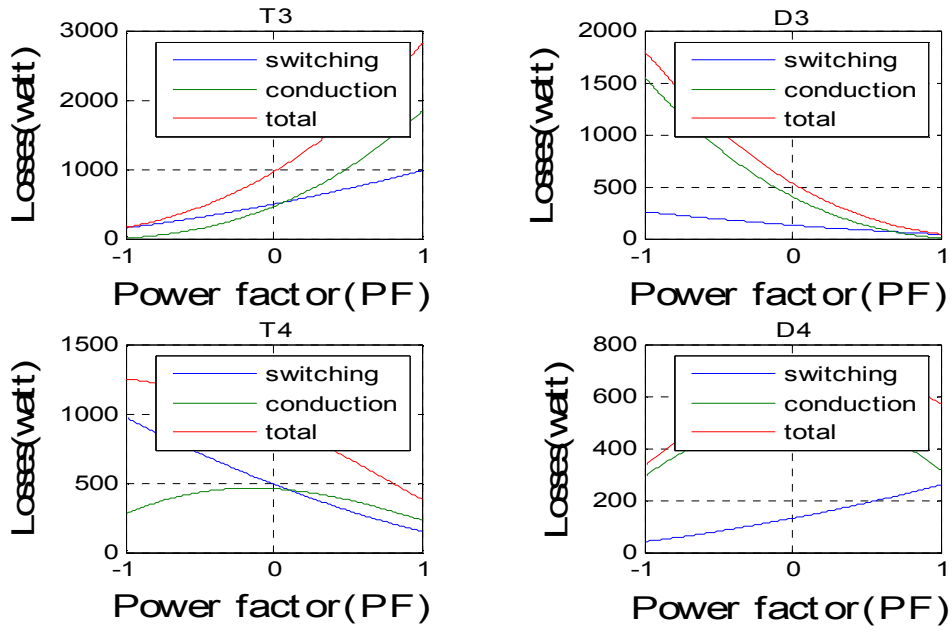 T3
3000
2000
1000
0
-1
0
1
switching
conduction
total
Losses(watt)
Power factor(PF)
D3
2000
1500
1000
500
0
-1
0
1
switching
conduction
total
Losses(watt)
Power factor(PF)
T4
1500
1000
500
0
-1
0
1
switching
conduction
total
Losses(watt)
Power factor(PF)
D4
800
600
400
200
0
-1
0
1
switching
conduction
total
Losses(watt)
Power factor(PF)